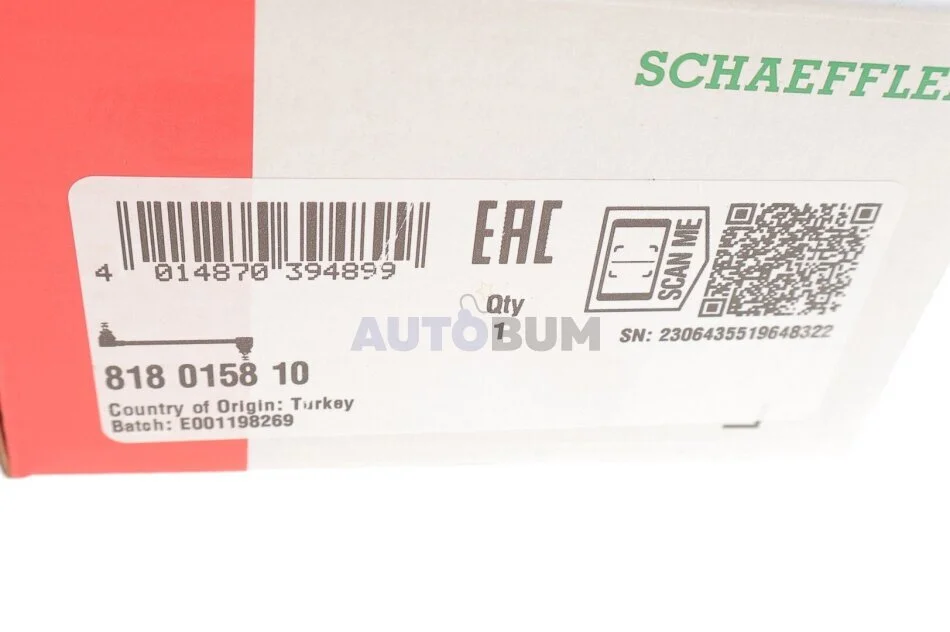 SCHAEFFLE
EAC
SCAN ME
4 014870 394899
Qty
1
AUTOBUM
SN: 2306435519648322
818 0158 10
Country of Origin: Turkey
Batch: E001198269